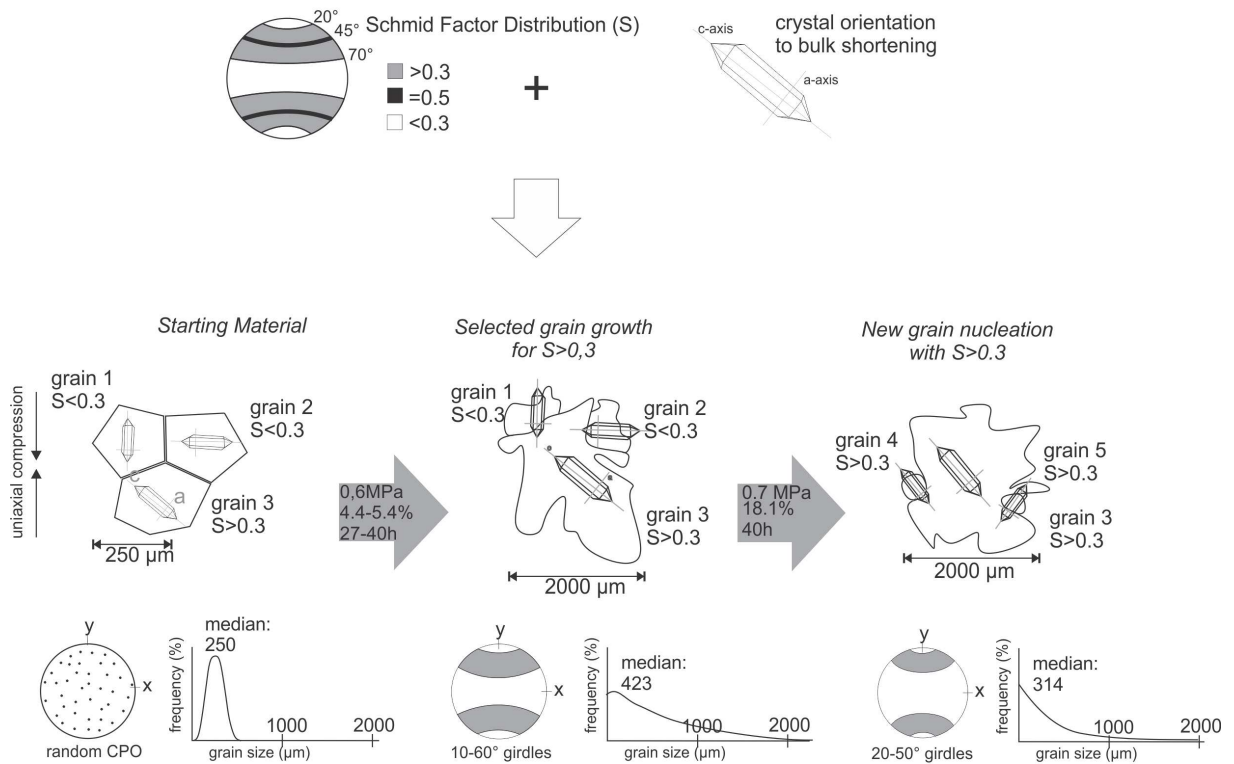 20°
45°
70°
Schmid Factor Distribution (S)
>0.3
=0.5
<0.3
+
c-axis
a-axis
crystal orientation
to bulk shortening
Starting Material
Selected grain growth
for S>0,3
New grain nucleation
with S>0.3
uniaxial compression
grain 1
S<0.3
grain 2
S<0.3
c
a
grain 3
S>0.3
250 µm
0,6MPa
4.4-5.4%
27-40h
grain 1
S<0.3
grain 2
S<0.3
grain 3
S>0.3
2000 µm
0.7 MPa
18.1%
40h
grain 4
S>0.3
grain 5
S>0.3
grain 3
S>0.3
2000 µm
y
x
random CPO
frequency (%)
median:
250
1000
2000
grain size (µm)
y
x
10-60° girdles
frequency (%)
median:
423
1000
2000
grain size (µm)
y
x
20-50° girdles
frequency (%)
median:
314
1000
2000
grain size (µm)